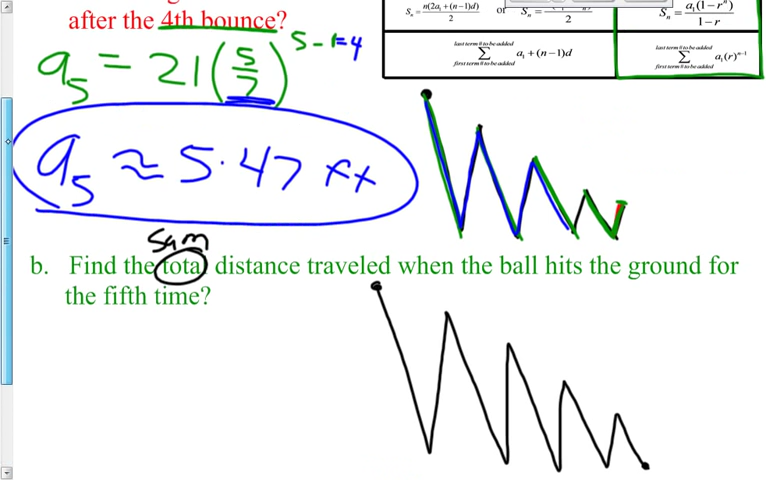 after the 4th bounce?
a₅ = 21(5/7)^5-1=4
a₅ ≈ 5.47 ft
Sₙ = n(2a₁ + (n−1)d) / 2 or Sₙ = / 2
Sₙ = a₁(1−rⁿ) / 1−r
last term # to be added
∑ a₁ + (n−1)d
first term # to be added
last term # to be added
∑ a₁(r)ⁿ⁻¹
first term # to be added
Sum
b. Find the total distance traveled when the ball hits the ground for
the fifth time?